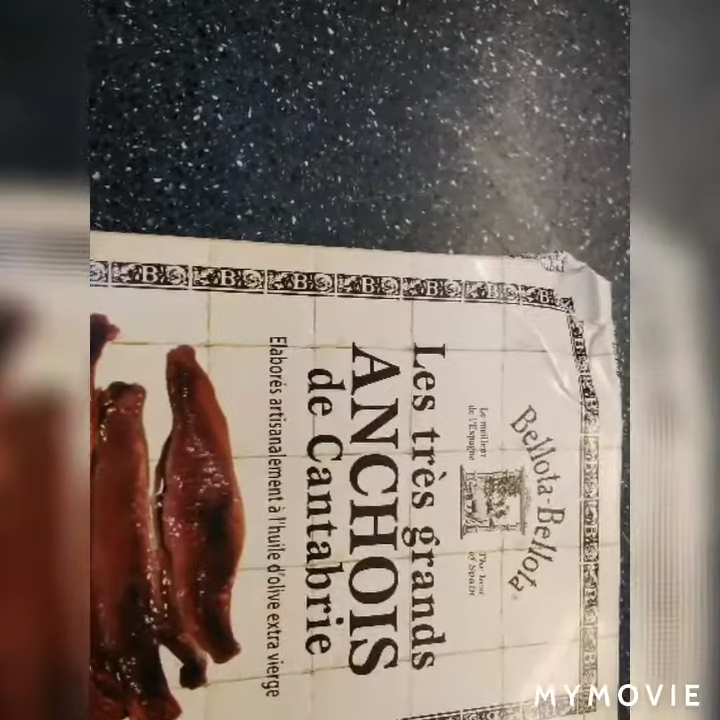 Bellota-Bellota®
Le meilleur
de l'Espagne
The best
of Spain
Les très grands
ANCHOIS
de Cantabrie
Elaborés artisanalement à l'huile d'olive extra vierge
MYMOVIE